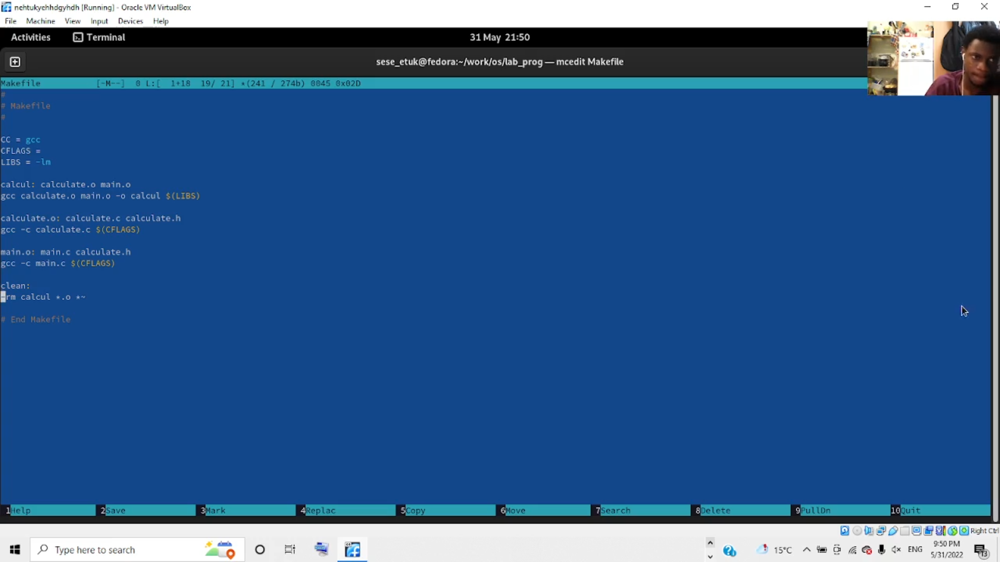 nehtukyehhdgyhdh [Running] - Oracle VM VirtualBox
File Machine View Input Devices Help
Activities Terminal 31 May 21:50
sese_etuk@fedora:~/work/os/lab_prog — mcedit Makefile
Makefile [-M--] 0 L:[ 1+18 19/ 21] *(241 / 274b) 0045 0x02D
#
# Makefile
#
CC = gcc
CFLAGS =
LIBS = -lm
calcul: calculate.o main.o
gcc calculate.o main.o -o calcul $(LIBS)
calculate.o: calculate.c calculate.h
gcc -c calculate.c $(CFLAGS)
main.o: main.c calculate.h
gcc -c main.c $(CFLAGS)
clean:
-rm calcul *.o *~
# End Makefile
1Help 2Save 3Mark 4Replac 5Copy 6Move 7Search 8Delete 9PullDn 10Quit
Right Ctrl
Type here to search 15°C ENG 9:50 PM
5/31/2022 13